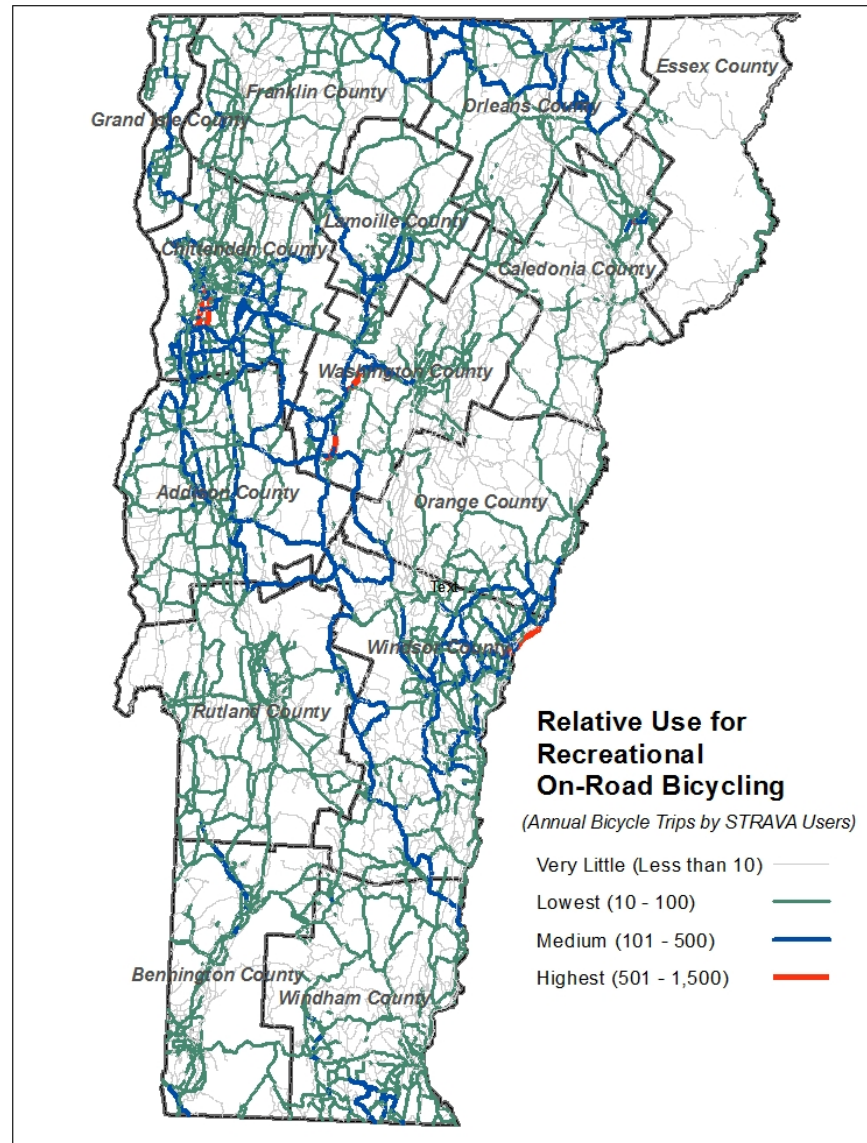 Essex County
Franklin County
Orleans County
Grand Isle County
Lamoille County
Chittenden County
Caledonia County
Washington County
Addison County
Orange County
Text
Windsor County
Rutland County
Relative Use for
Recreational
On-Road Bicycling
(Annual Bicycle Trips by STRAVA Users)
Very Little (Less than 10)
Lowest (10 - 100)
Medium (101 - 500)
Highest (501 - 1,500)
Bennington County
Windham County